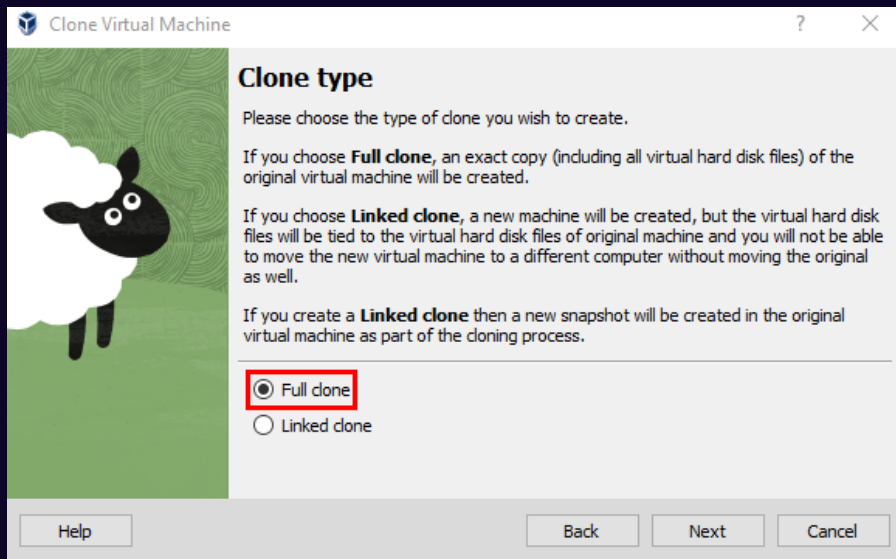 Clone Virtual Machine
?
Clone type
Please choose the type of clone you wish to create.
If you choose Full clone, an exact copy (including all virtual hard disk files) of the
original virtual machine will be created.
If you choose Linked clone, a new machine will be created, but the virtual hard disk
files will be tied to the virtual hard disk files of original machine and you will not be able
to move the new virtual machine to a different computer without moving the original
as well.
If you create a Linked clone then a new snapshot will be created in the original
virtual machine as part of the cloning process.
Full clone
Linked clone
Help
Back
Next
Cancel